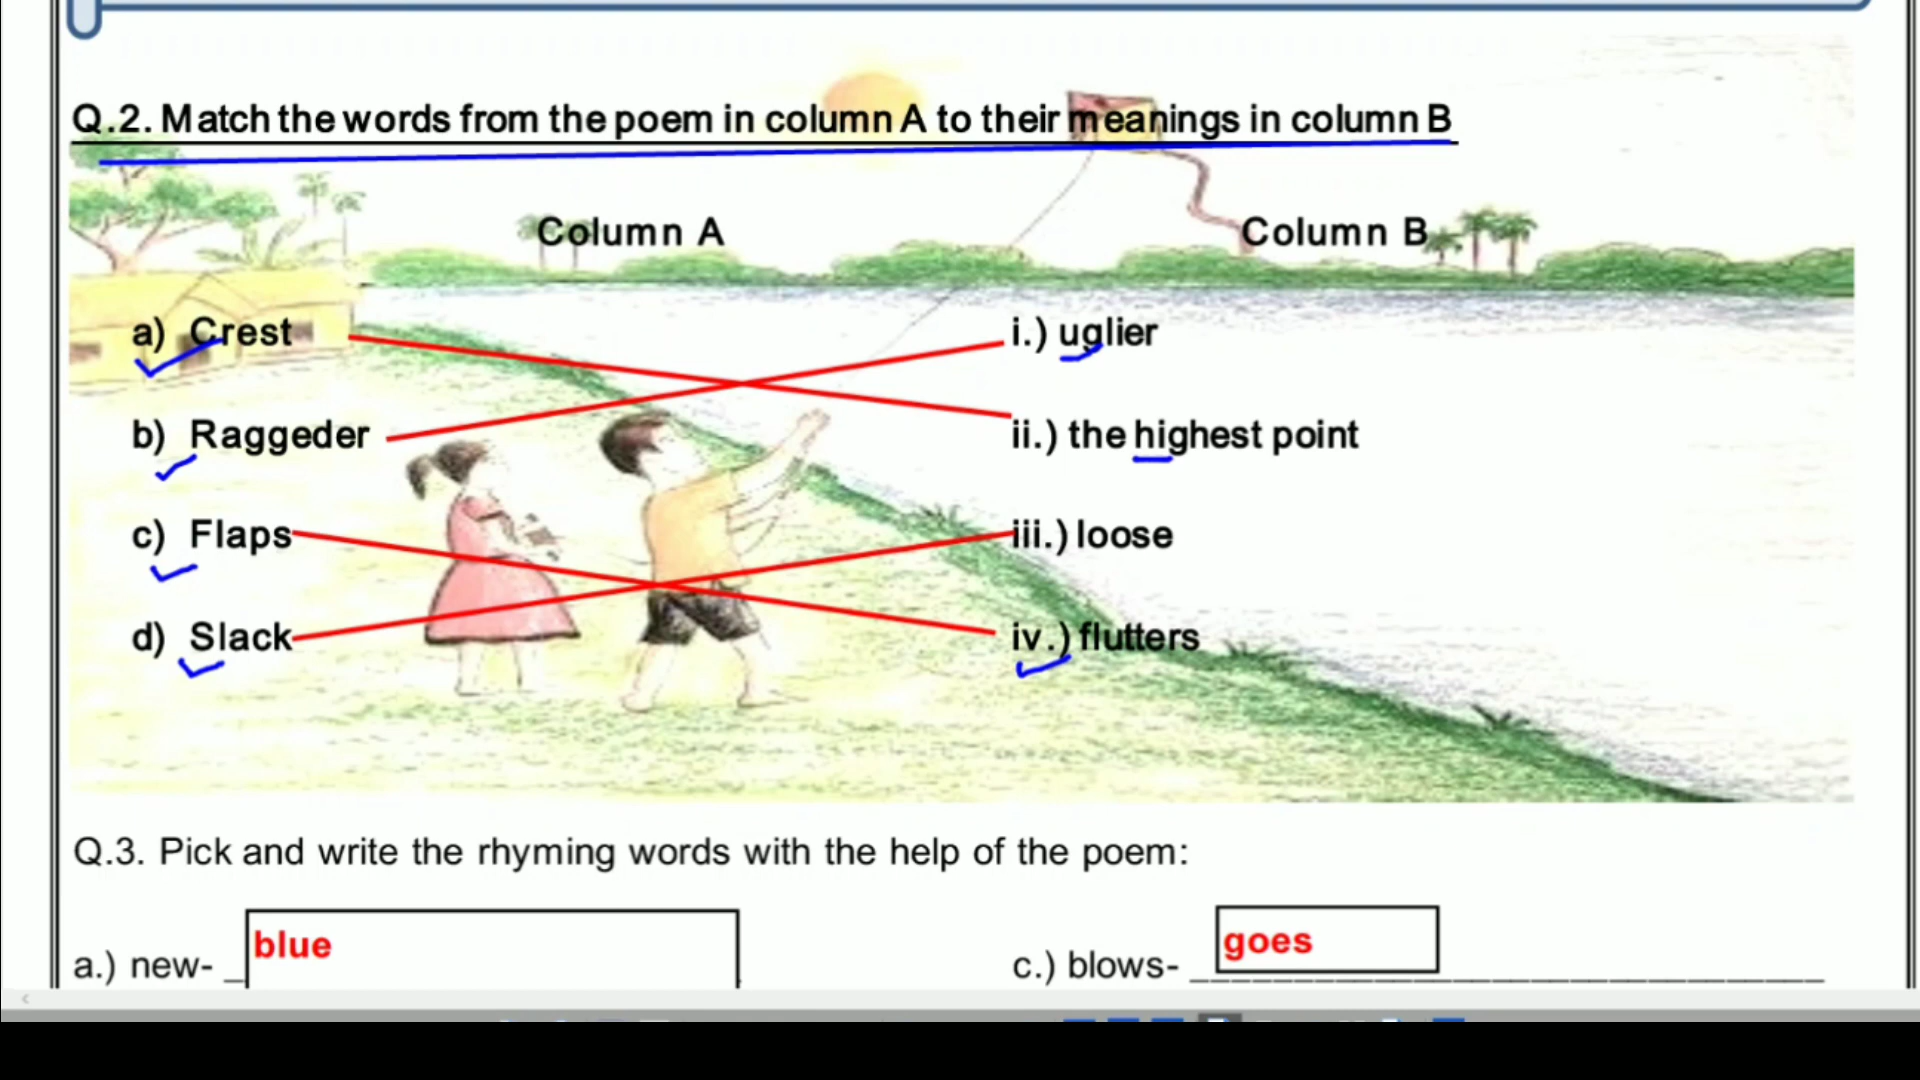 Q.2. Match the words from the poem in column A to their meanings in column B
Column A Column B
a) Crest i.) uglier
b) Raggeder ii.) the highest point
c) Flaps iii.) loose
d) Slack iv.) flutters
Q.3. Pick and write the rhyming words with the help of the poem:
a.) new- _ blue c.) blows- goes